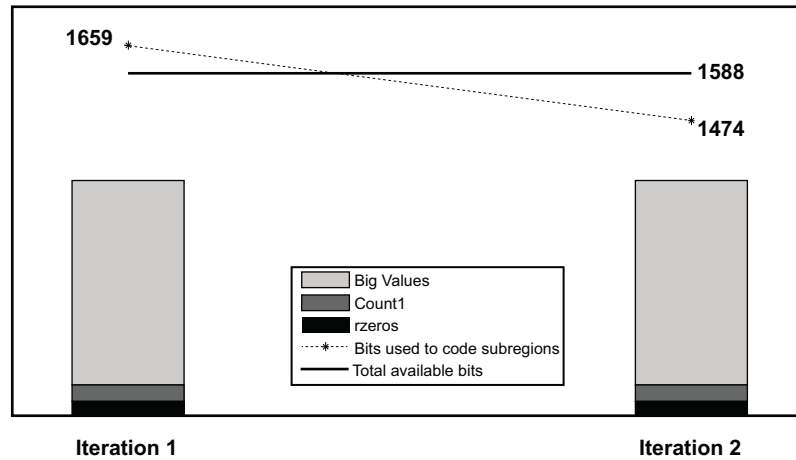 1659
1588
1474
Big Values
Count1
rzeros
Bits used to code subregions
Total available bits
Iteration 1
Iteration 2